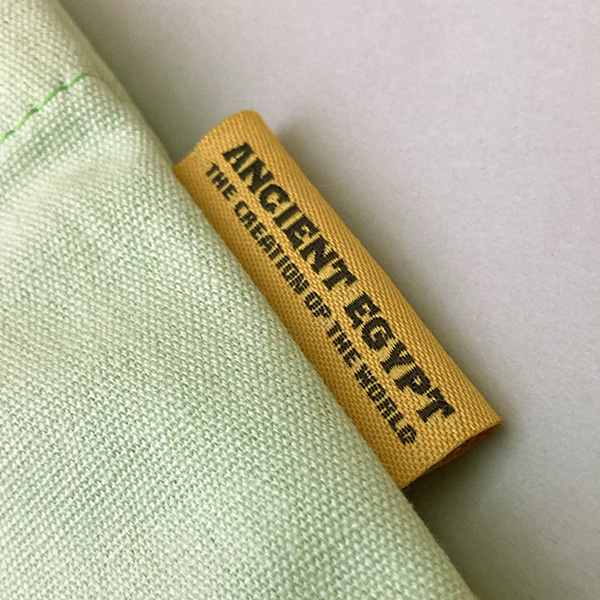 ANCIENT EGYPT
THE CREATION OF THE WORLD